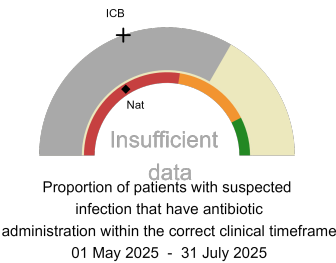 ICB
Nat
Insufficient
data
Proportion of patients with suspected
infection that have antibiotic
administration within the correct clinical timeframe
01 May 2025 - 31 July 2025